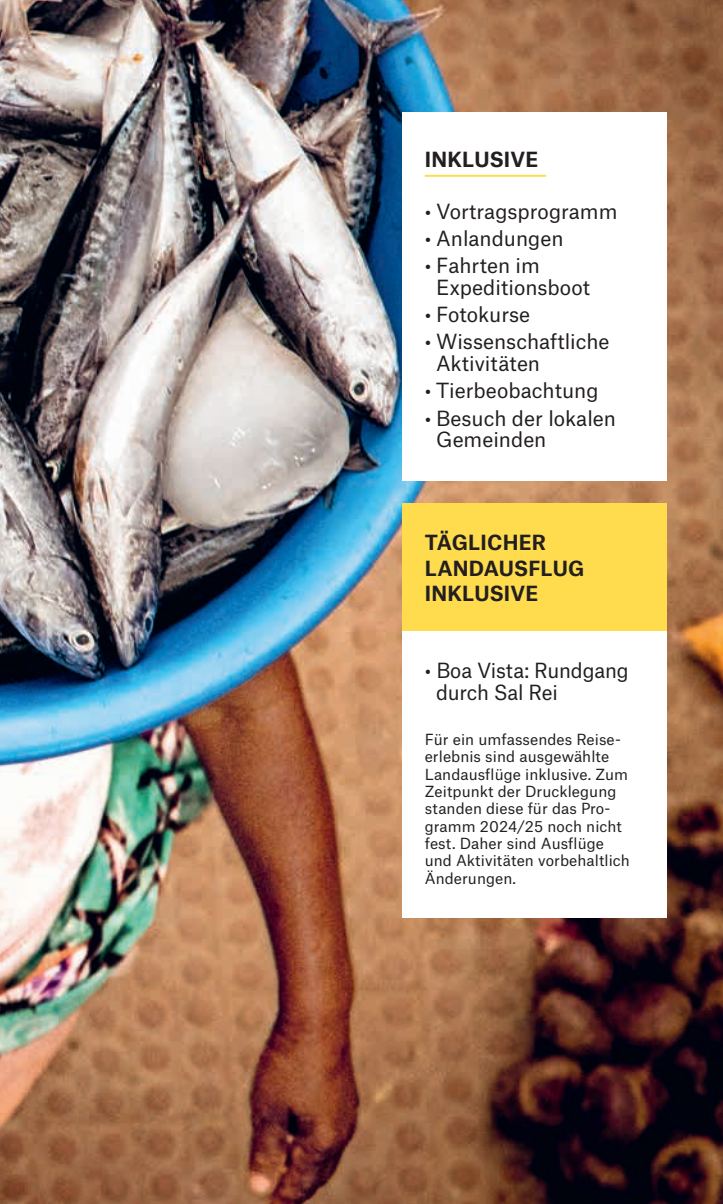 INKLUSIVE
• Vortragsprogramm
• Anlandungen
• Fahrten im
Expeditionsboot
• Fotokurse
• Wissenschaftliche
Aktivitäten
• Tierbeobachtung
• Besuch der lokalen
Gemeinden
TÄGLICHER
LANDAUSFLUG
INKLUSIVE
• Boa Vista: Rundgang
durch Sal Rei
Für ein umfassendes Reise-
erlebnis sind ausgewählte
Landausflüge inklusive. Zum
Zeitpunkt der Drucklegung
standen diese für das Pro-
gramm 2024/25 noch nicht
fest. Daher sind Ausflüge
und Aktivitäten vorbehaltlich
Änderungen.